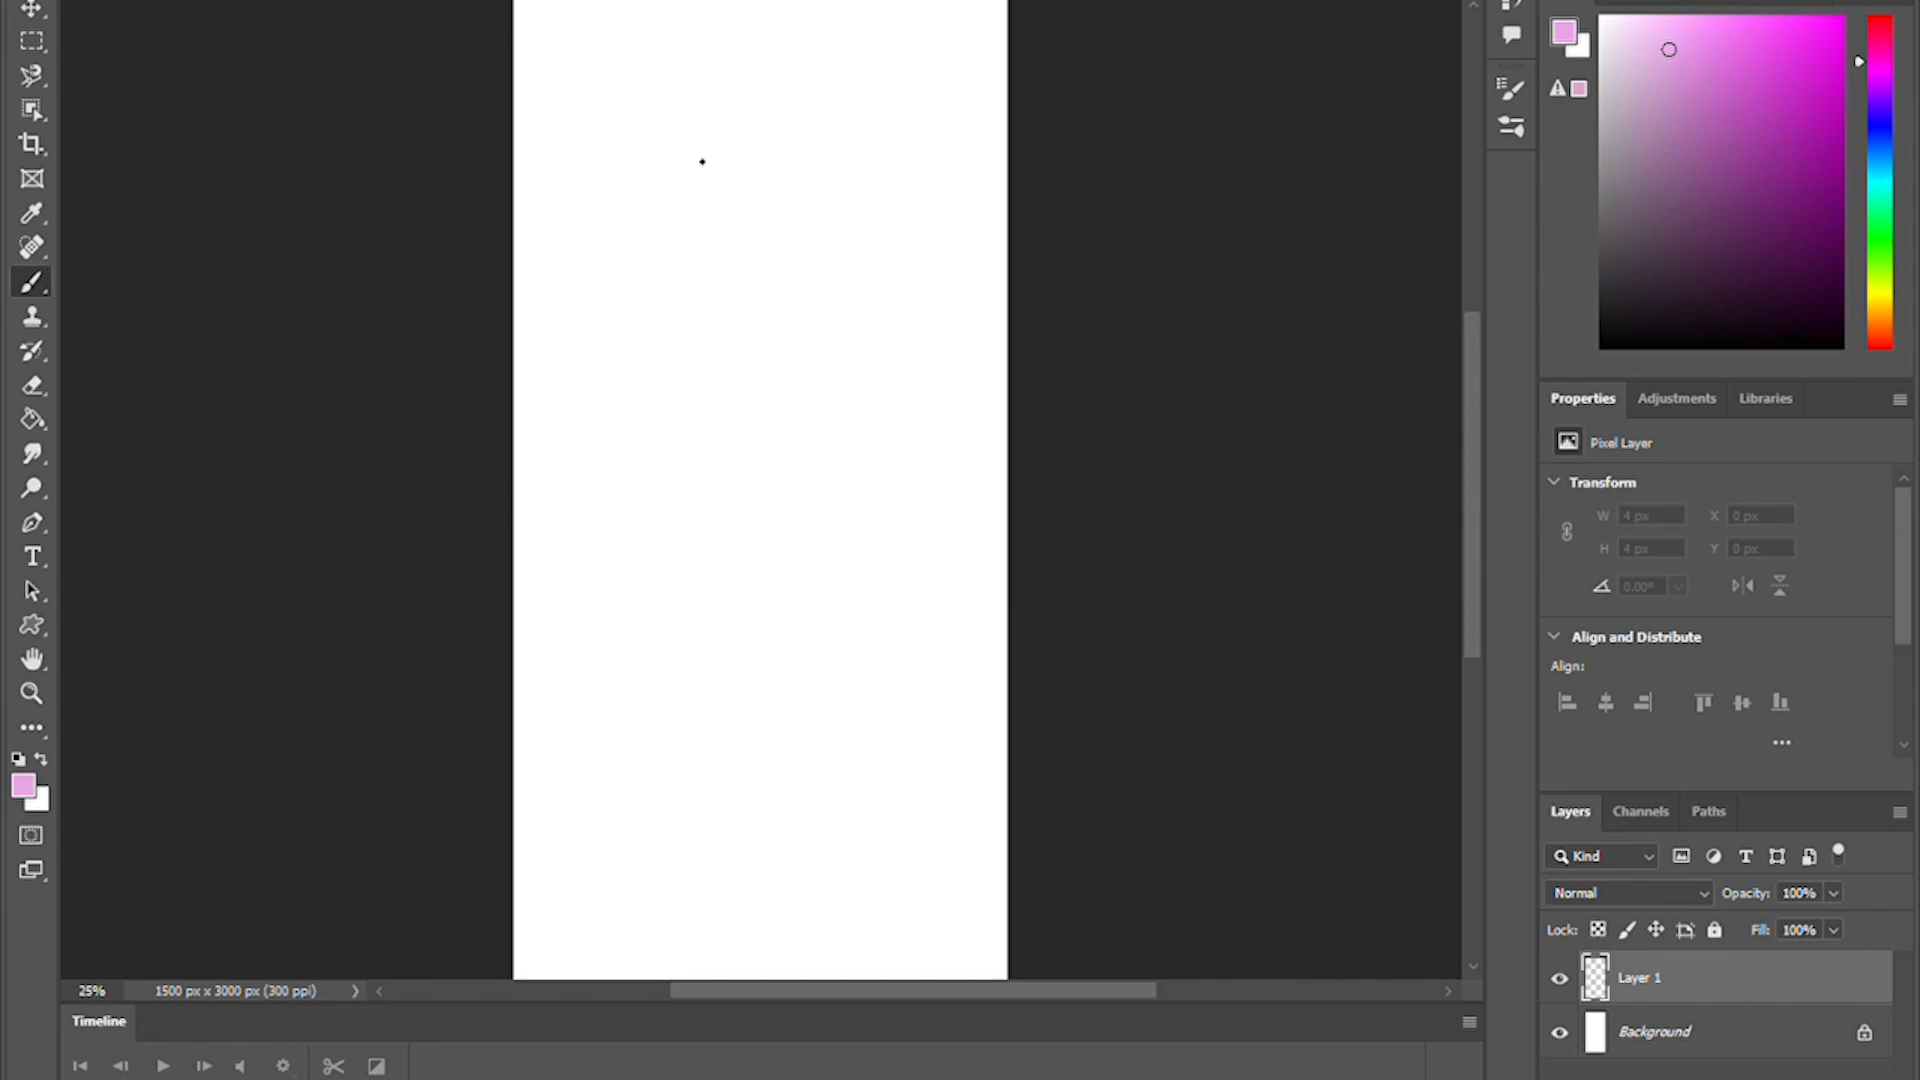 Properties Adjustments Libraries
Pixel Layer
Transform
W 4 px X 0 px
H 4 px Y 0 px
0.00°
Align and Distribute
Align:
Layers Channels Paths
Kind
Normal Opacity: 100%
Lock: Fill: 100%
Layer 1
Background
25% 1500 px x 3000 px (300 ppi)
Timeline